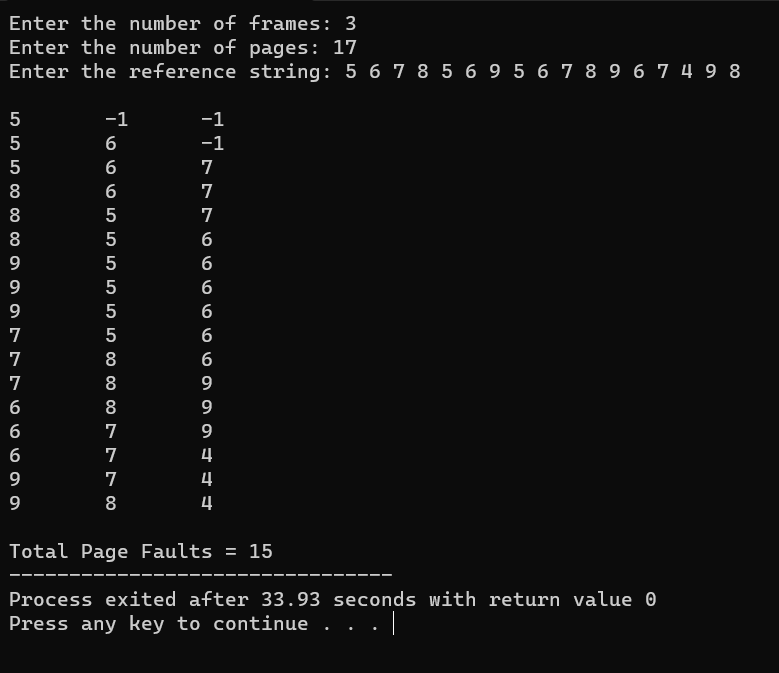 Enter the number of frames: 3
Enter the number of pages: 17
Enter the reference string: 5 6 7 8 5 6 9 5 6 7 8 9 6 7 4 9 8
5 -1 -1
5 6 -1
5 6 7
8 6 7
8 5 7
8 5 6
9 5 6
9 5 6
9 5 6
7 5 6
7 8 6
7 8 9
6 8 9
6 7 9
6 7 4
9 7 4
9 8 4
Total Page Faults = 15
--------------------------------
Process exited after 33.93 seconds with return value 0
Press any key to continue . . .